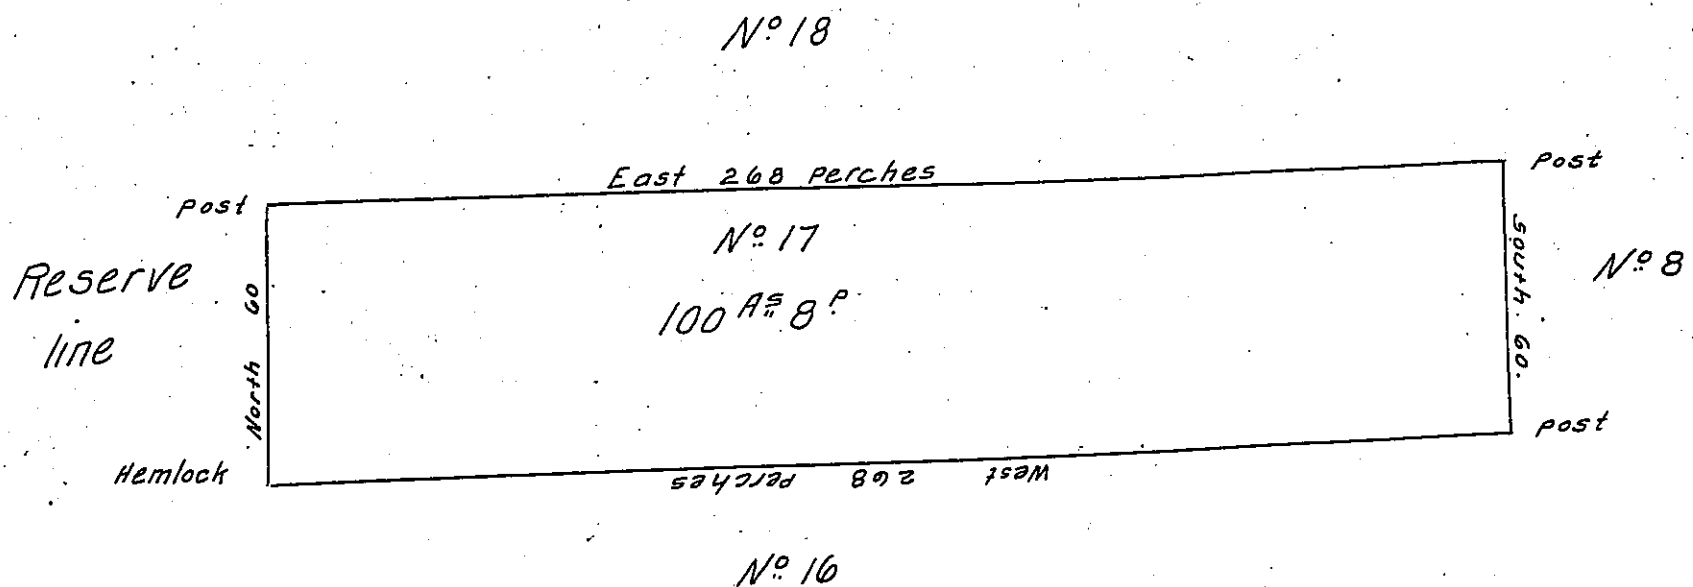 Nº 18
East 268 perches
Post
Post
Reserve
line
North 60
Nº 17
100 As 8 P
South. 60.
Nº 8
Hemlock
post
West 268 perches
Nº 16